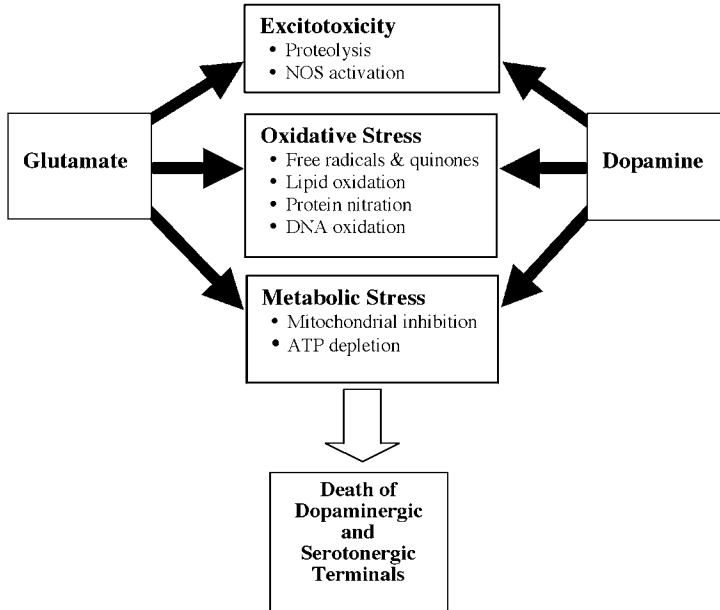 Excitotoxicity
• Proteolysis
• NOS activation
Glutamate
Oxidative Stress
• Free radicals & quinones
• Lipid oxidation
• Protein nitration
• DNA oxidation
Dopamine
Metabolic Stress
• Mitochondrial inhibition
• ATP depletion
Death of
Dopaminergic
and
Serotonergic
Terminals